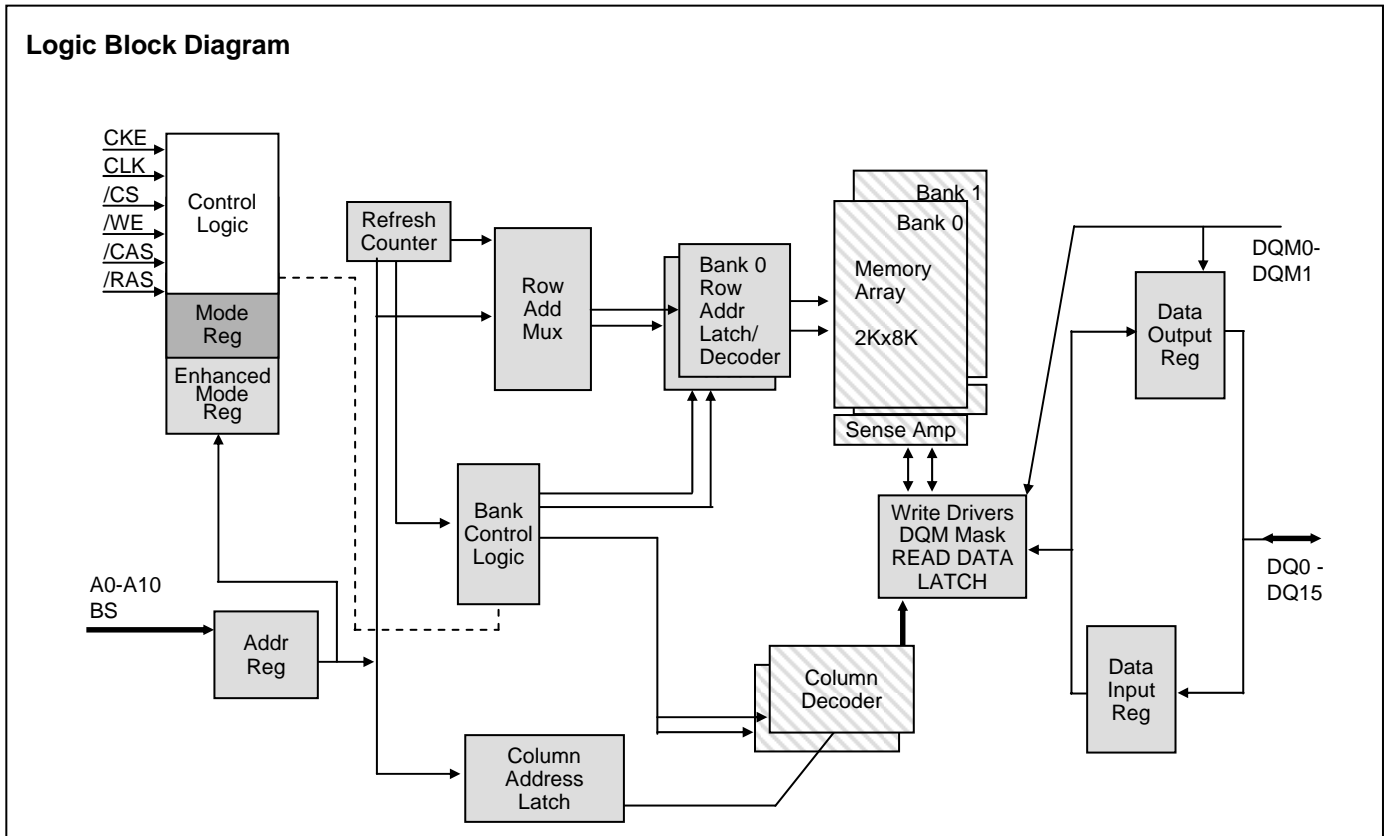 Logic Block Diagram
CKE
CLK
/CS
/WE
/CAS
/RAS
Control
Logic
Mode
Reg
Enhanced
Mode
Reg
Refresh
Counter
Row
Add
Mux
Bank 0
Row
Addr
Latch/
Decoder
Bank 1
Bank 0
Memory
Array
2Kx8K
Sense Amp
DQM0-
DQM1
Data
Output
Reg
Bank
Control
Logic
Write Drivers
DQM Mask
READ DATA
LATCH
DQ0 -
DQ15
A0-A10
BS
Addr
Reg
Column
Decoder
Data
Input
Reg
Column
Address
Latch